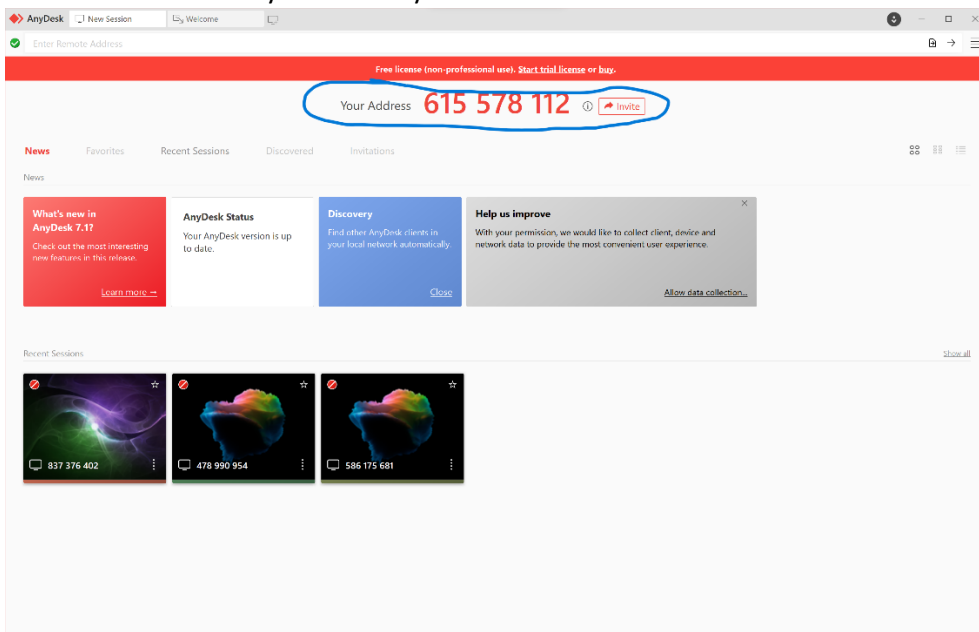 AnyDesk New Session Welcome
Enter Remote Address
Free license (non-professional use). Start trial license or buy.
Your Address 615 578 112 Invite
News Favorites Recent Sessions Discovered Invitations
News
What's new in
AnyDesk 7.1?
Check out the most interesting
new features in this release.
Learn more →
AnyDesk Status
Your AnyDesk version is up
to date.
Discovery
Find other AnyDesk clients in
your local network automatically.
Close
Help us improve
With your permission, we would like to collect client, device and
network data to provide the most convenient user experience.
Allow data collection...
Recent Sessions Show all
837 376 402
478 990 954
586 175 681